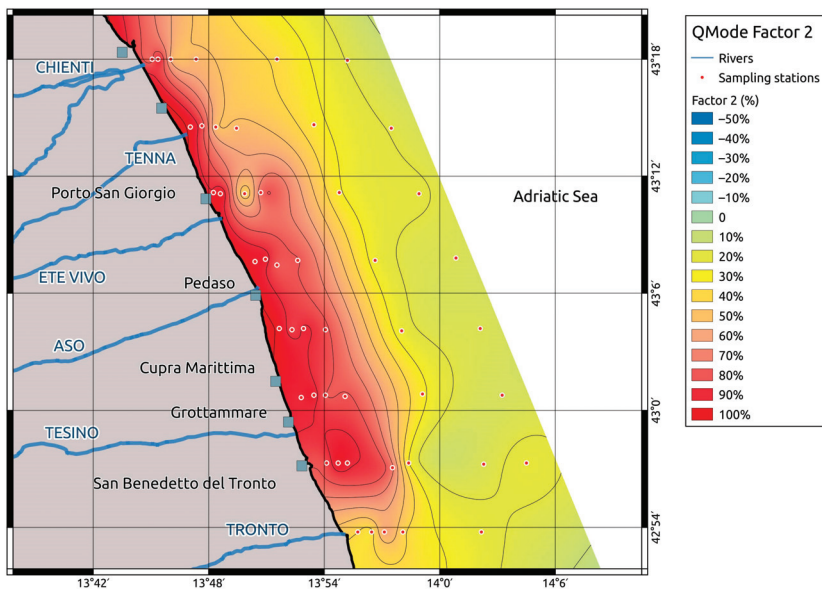 CHIENTI
TENNA
Porto San Giorgio
ETE VIVO
Pedaso
ASO
Cupra Marittima
Grottammare
TESINO
San Benedetto del Tronto
TRONTO
Adriatic Sea
43°18′
43°12′
43°6′
43°0′
42°54′
13°42′
13°48′
13°54′
14°0′
14°6′
QMode Factor 2
Rivers
Sampling stations
Factor 2 (%)
–50%
–40%
–30%
–20%
–10%
0
10%
20%
30%
40%
50%
60%
70%
80%
90%
100%